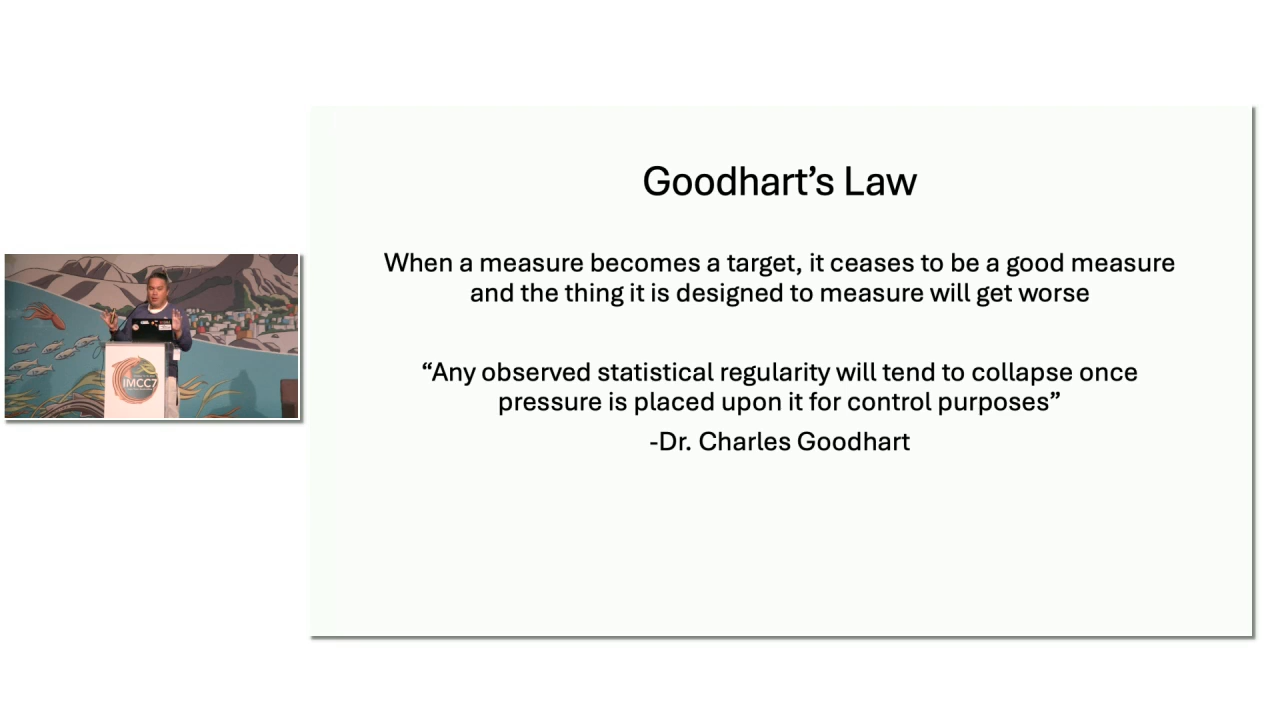 Goodhart’s Law
When a measure becomes a target, it ceases to be a good measure
and the thing it is designed to measure will get worse
“Any observed statistical regularity will tend to collapse once
pressure is placed upon it for control purposes”
-Dr. Charles Goodhart
IMCC7